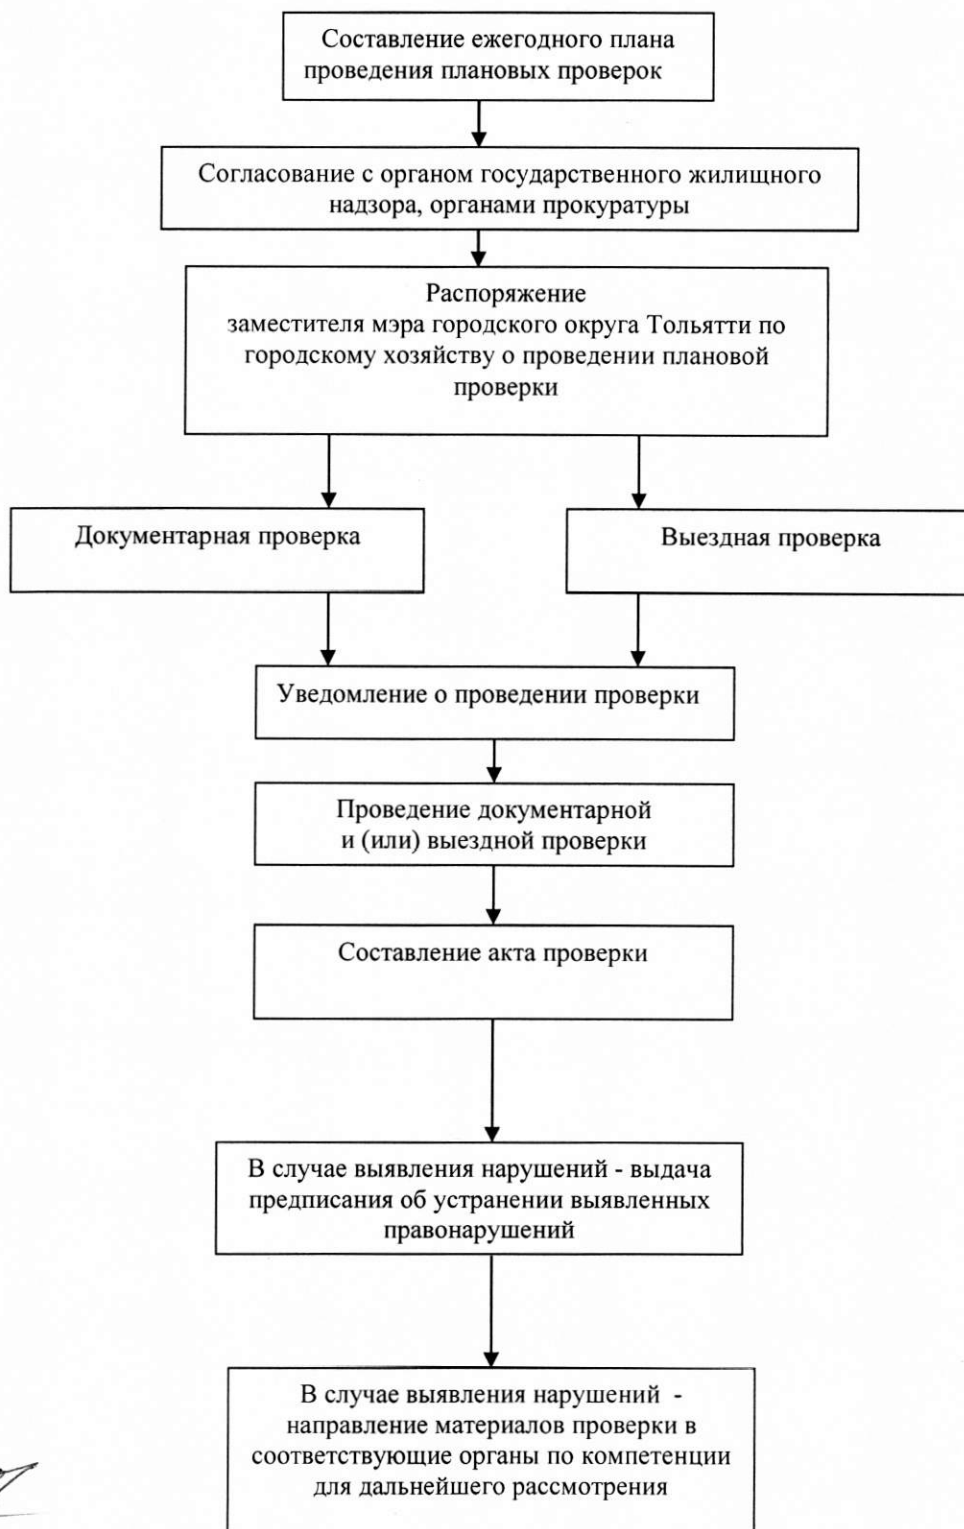 Составление ежегодного плана
проведения плановых проверок
Согласование с органом государственного жилищного
надзора, органами прокуратуры
Распоряжение
заместителя мэра городского округа Тольятти по
городскому хозяйству о проведении плановой
проверки
Документарная проверка
Выездная проверка
Уведомление о проведении проверки
Проведение документарной
и (или) выездной проверки
Составление акта проверки
В случае выявления нарушений - выдача
предписания об устранении выявленных
правонарушений
В случае выявления нарушений -
направление материалов проверки в
соответствующие органы по компетенции
для дальнейшего рассмотрения